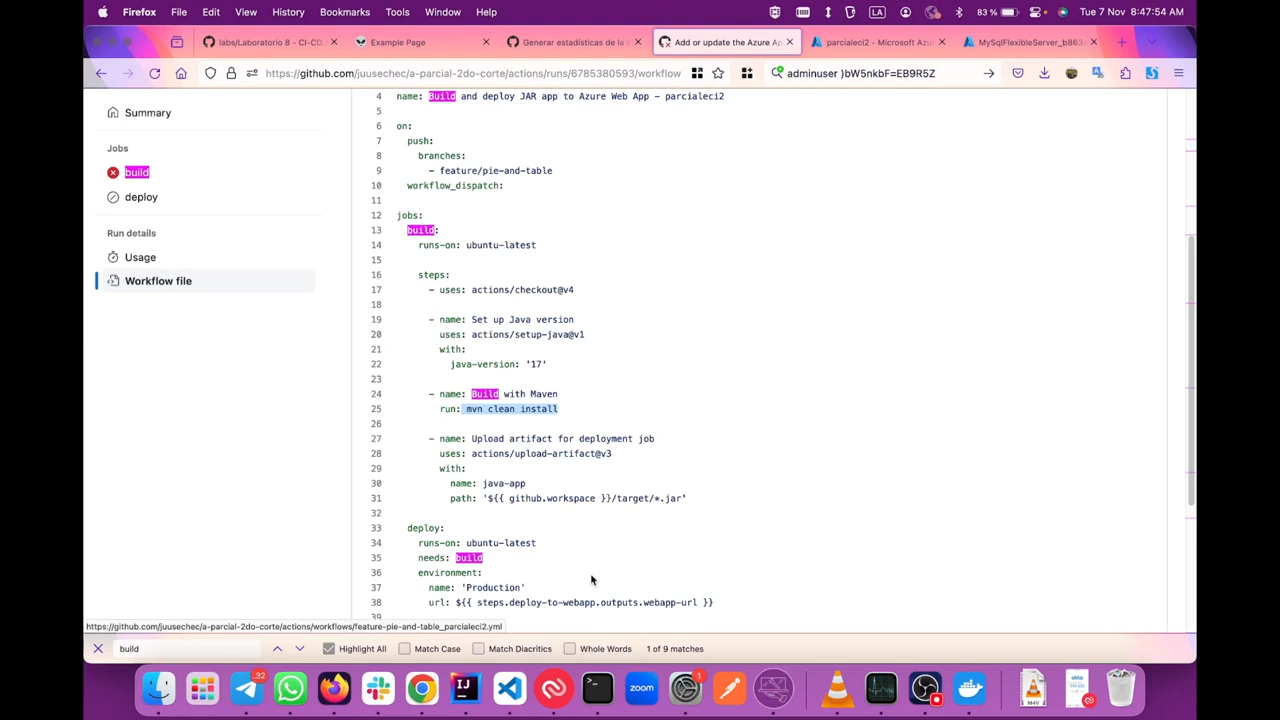 Firefox File Edit View History Bookmarks Tools Window Help LA 83 % Tue 7 Nov 8:47:54 AM
labs/Laboratorio 8 - CI-CD. Example Page Generar estadísticas de la Add or update the Azure Ap parcialeci2 - Microsoft Azu MySqlFlexibleServer_b863
https://github.com/juusechec/a-parcial-2do-corte/actions/runs/6785380593/workflow adminuser )bW5nkbF=EB9R5Z
Summary
Jobs
build
deploy
Run details
Usage
Workflow file
4 name: Build and deploy JAR app to Azure Web App - parcialeci2
5
6 on:
7 push:
8 branches:
9 - feature/pie-and-table
10 workflow_dispatch:
11
12 jobs:
13 build:
14 runs-on: ubuntu-latest
15
16 steps:
17 - uses: actions/checkout@v4
18
19 - name: Set up Java version
20 uses: actions/setup-java@v1
21 with:
22 java-version: '17'
23
24 - name: Build with Maven
25 run: mvn clean install
26
27 - name: Upload artifact for deployment job
28 uses: actions/upload-artifact@v3
29 with:
30 name: java-app
31 path: '${{ github.workspace }}/target/*.jar'
32
33 deploy:
34 runs-on: ubuntu-latest
35 needs: build
36 environment:
37 name: 'Production'
38 url: ${{ steps.deploy-to-webapp.outputs.webapp-url }}
39
https://github.com/juusechec/a-parcial-2do-corte/actions/workflows/feature-pie-and-table_parcialeci2.yml
build Highlight All Match Case Match Diacritics Whole Words 1 of 9 matches
32 zoom 1 M4V okta